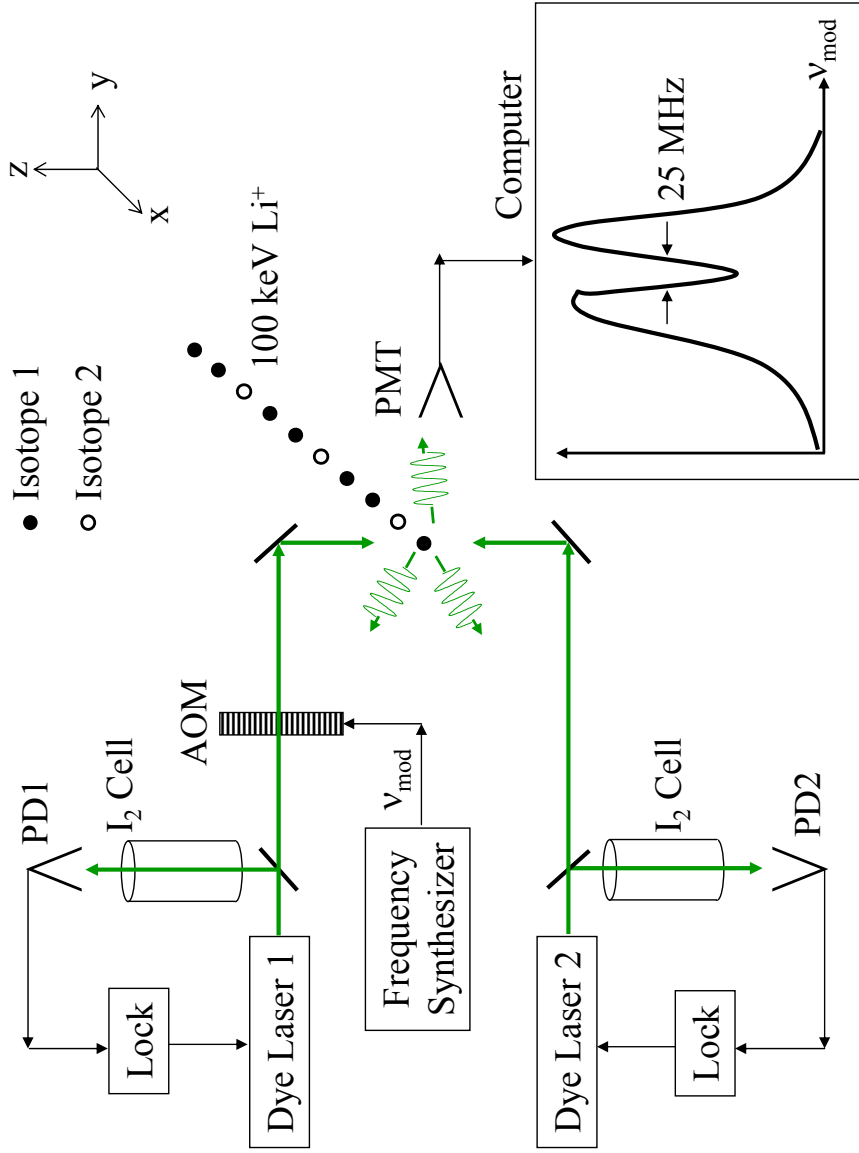 Isotope 1
Isotope 2
z
y
x
PD1
I₂ Cell
AOM
Lock
Dye Laser 1
ν_mod
Frequency
Synthesizer
100 keV Li⁺
PMT
Dye Laser 2
Lock
I₂ Cell
PD2
Computer
25 MHz
ν_mod